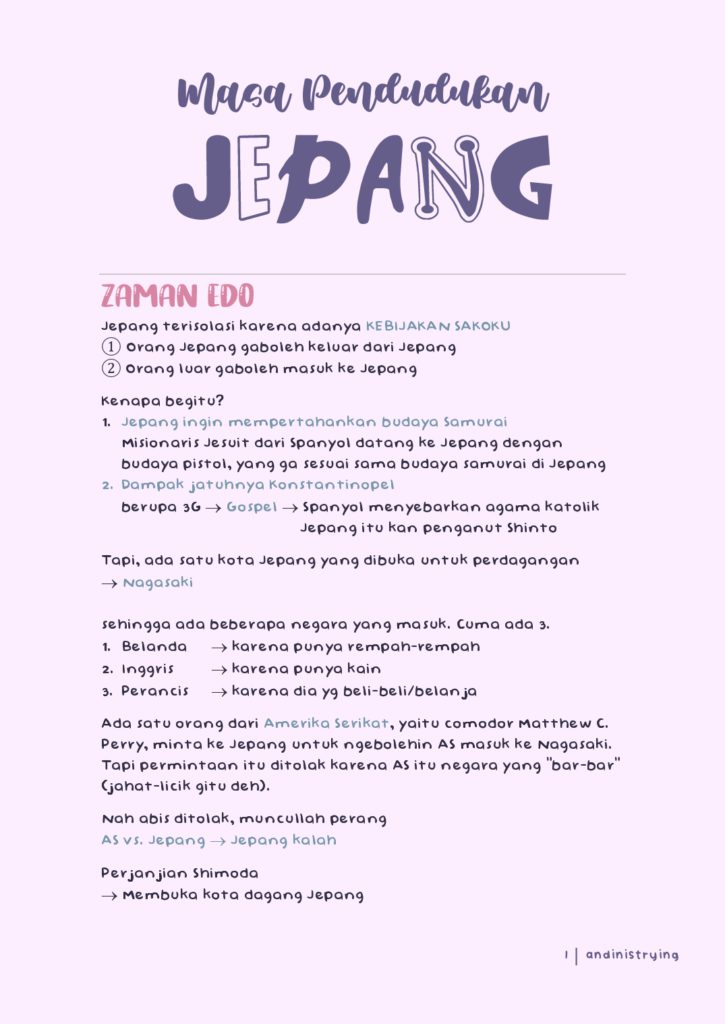 Masa Pendudukan
JEPANG
ZAMAN EDO
Jepang terisolasi karena adanya KEBIJAKAN SAKOKU
① Orang Jepang gaboleh keluar dari Jepang
② Orang luar gaboleh masuk ke Jepang
Kenapa begitu?
1. Jepang ingin mempertahankan budaya Samurai
Misionaris Jesuit dari Spanyol datang ke Jepang dengan
budaya pistol, yang ga sesuai sama budaya samurai di Jepang
2. Dampak jatuhnya Konstantinopel
berupa 3G → Gospel → Spanyol menyebarkan agama katolik
Jepang itu kan penganut Shinto
Tapi, ada satu kota Jepang yang dibuka untuk perdagangan
→ Nagasaki
sehingga ada beberapa negara yang masuk. Cuma ada 3.
1. Belanda → karena punya rempah-rempah
2. Inggris → karena punya kain
3. Perancis → karena dia yg beli-beli/belanja
Ada satu orang dari Amerika Serikat, yaitu comodor Matthew C.
Perry, minta ke Jepang untuk ngebolehin AS masuk ke Nagasaki.
Tapi permintaan itu ditolak karena AS itu negara yang "bar-bar"
(jahat-licik gitu deh).
Nah abis ditolak, muncullah perang
AS vs. Jepang → Jepang kalah
Perjanjian Shimoda
→ Membuka kota dagang Jepang
1 | andinistrying